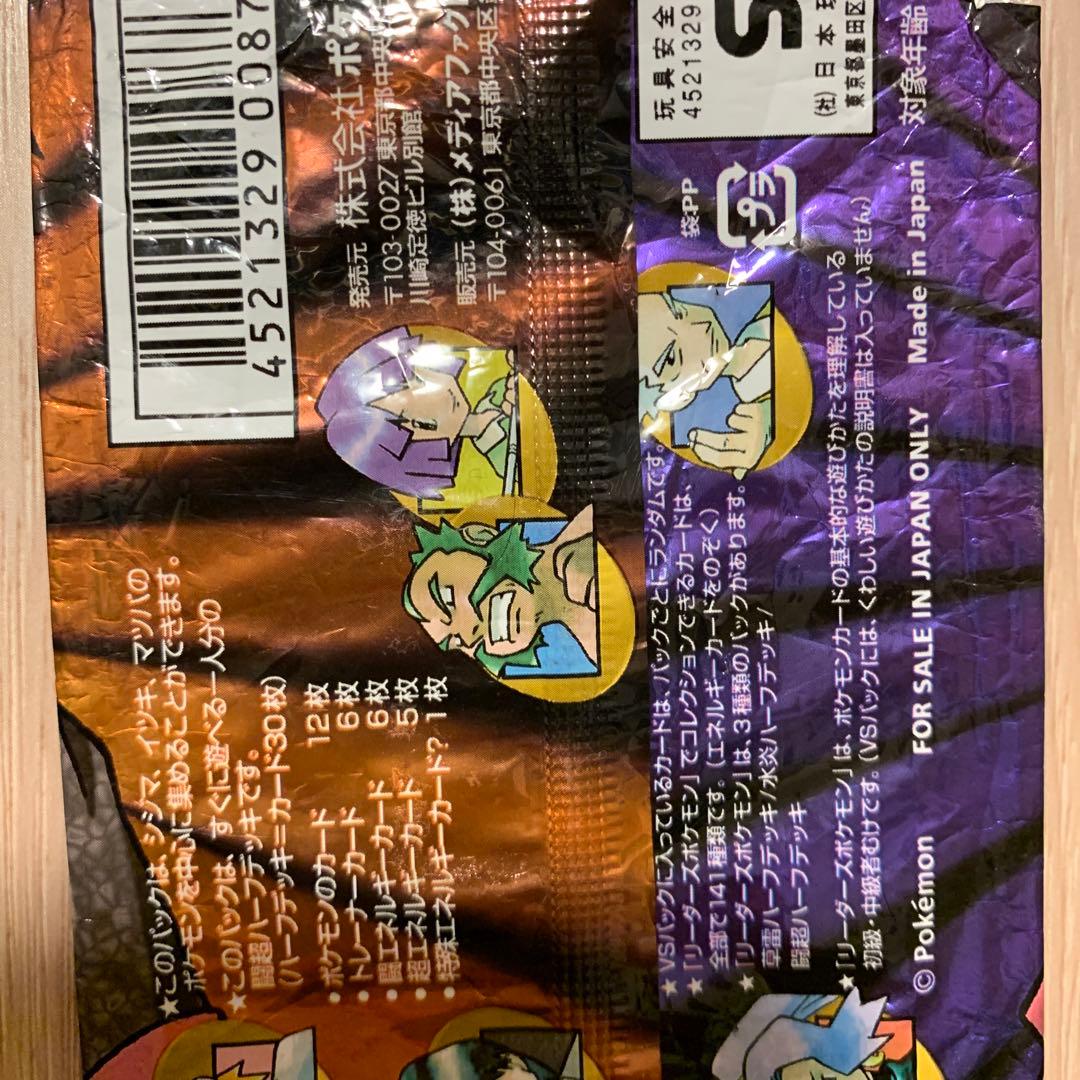 ★このパックは、シジマ、イツキ、マツバの
ポケモンを中心に集めることができます。
★このパックは、すぐに遊べる一人分の
闘超ハーフデッキです。
(ハーフデッキ=カード30枚)
•ポケモンのカード 12枚
•トレーナーカード 6枚
•闘エネルギーカード 6枚
•超エネルギーカード 5枚
•特殊エネルギーカード? 1枚
4521329 0087
発売元 株式会社ポケ
〒103-0027 東京都中央区
川崎定徳ビル別館
販売元 (株)メディアファクト
〒104-0061 東京都中央区
★VSパックに入っているカードは、パックごとにランダムです。
★「リーダーズポケモン」でコレクションできるカードは、
全部で141種類です。(エネルギーカードをのぞく)
★「リーダーズポケモン」は、3種類のパックがあります。
草雷ハーフデッキ/水炎ハーフデッキ/
闘超ハーフデッキ
★「リーダーズポケモン」は、ポケモンカードの基本的な遊びかたを理解している
初級・中級者むけです。(VSパックには、くわしい遊びかたの説明書は入っていません)
© Pokémon FOR SALE IN JAPAN ONLY Made in Japan 対象年齢
袋:PP
プラ
玩具安全
4521329
S
(社)日本玩
東京都墨田区